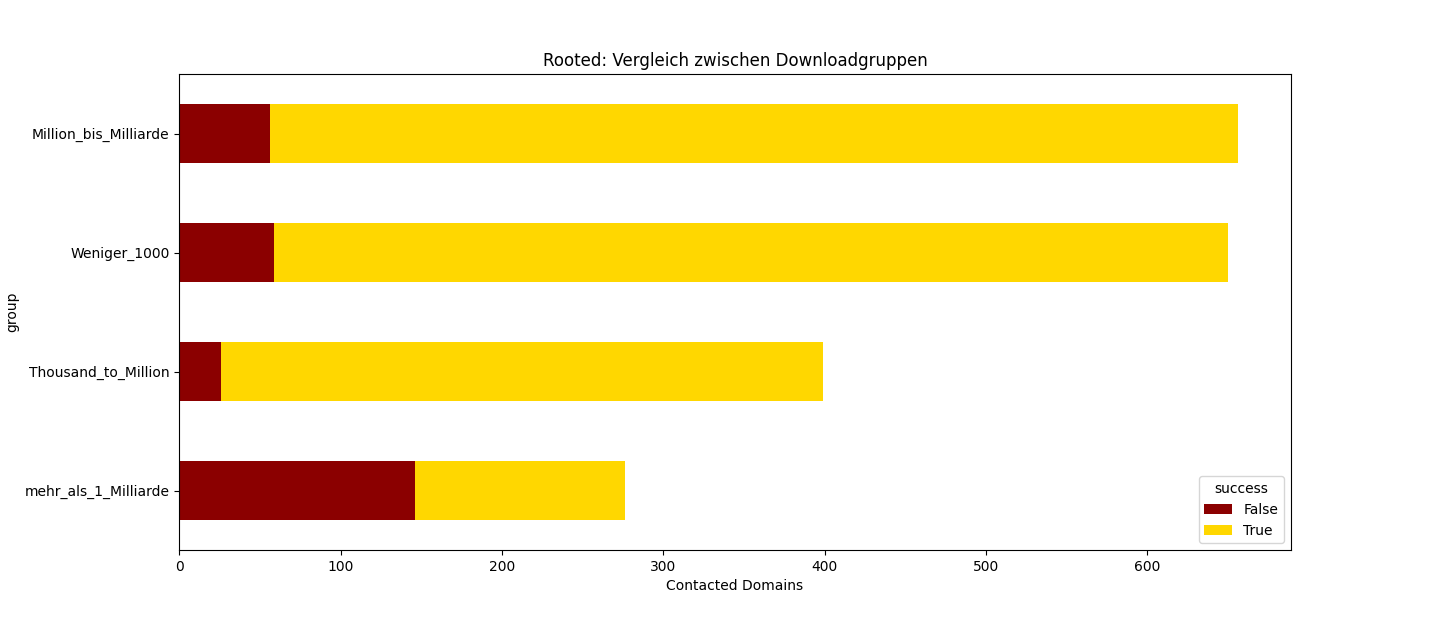 Rooted: Vergleich zwischen Downloadgruppen
group
Million_bis_Milliarde
Weniger_1000
Thousand_to_Million
mehr_als_1_Milliarde
success
False
True
0 100 200 300 400 500 600
Contacted Domains